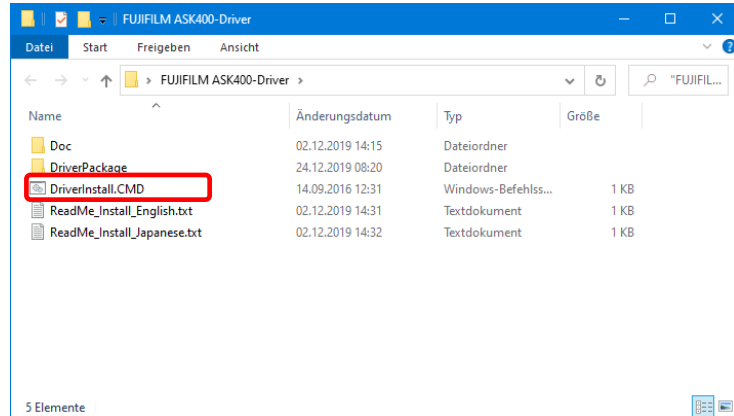 FUJIFILM ASK400-Driver
Datei Start Freigeben Ansicht
FUJIFILM ASK400-Driver "FUJIFIL...
Name Änderungsdatum Typ Größe
Doc 02.12.2019 14:15 Dateiordner
DriverPackage 24.12.2019 08:20 Dateiordner
DriverInstall.CMD 14.09.2016 12:31 Windows-Befehlss... 1 KB
ReadMe_Install_English.txt 02.12.2019 14:31 Textdokument 1 KB
ReadMe_Install_Japanese.txt 02.12.2019 14:32 Textdokument 1 KB
5 Elemente